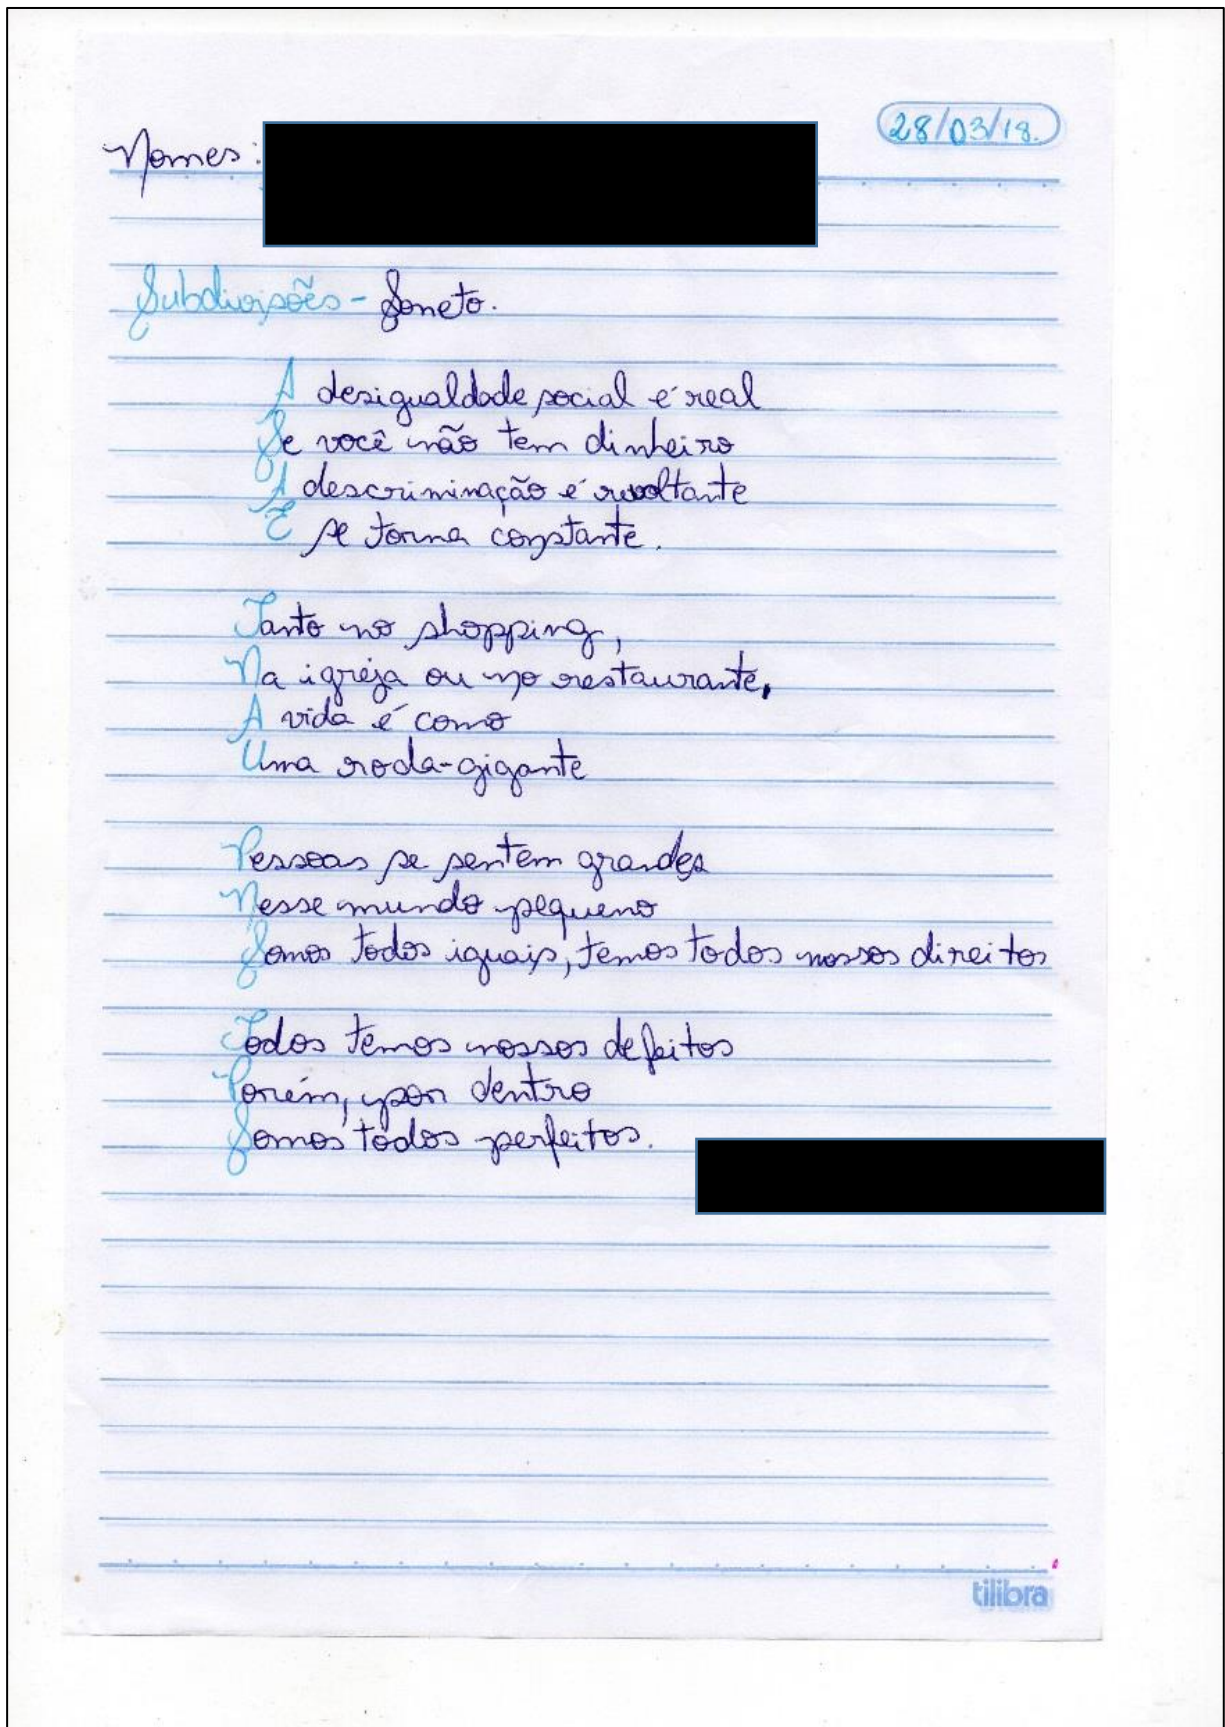 28/03/18.
Nomes:
Subdivisões - Soneto.
A desigualdade social é real
Se você não tem dinheiro
A descriminação é revoltante
E se torna constante.
Tanto no shopping,
Na igreja ou no restaurante,
A vida é como
Uma roda-gigante
Pessoas se sentem grandes
Nesse mundo pequeno
Somos todos iguais, temos todos nossos direitos
Todos temos nossos defeitos
Porém, por dentro
Somos todos perfeitos.
tilibra